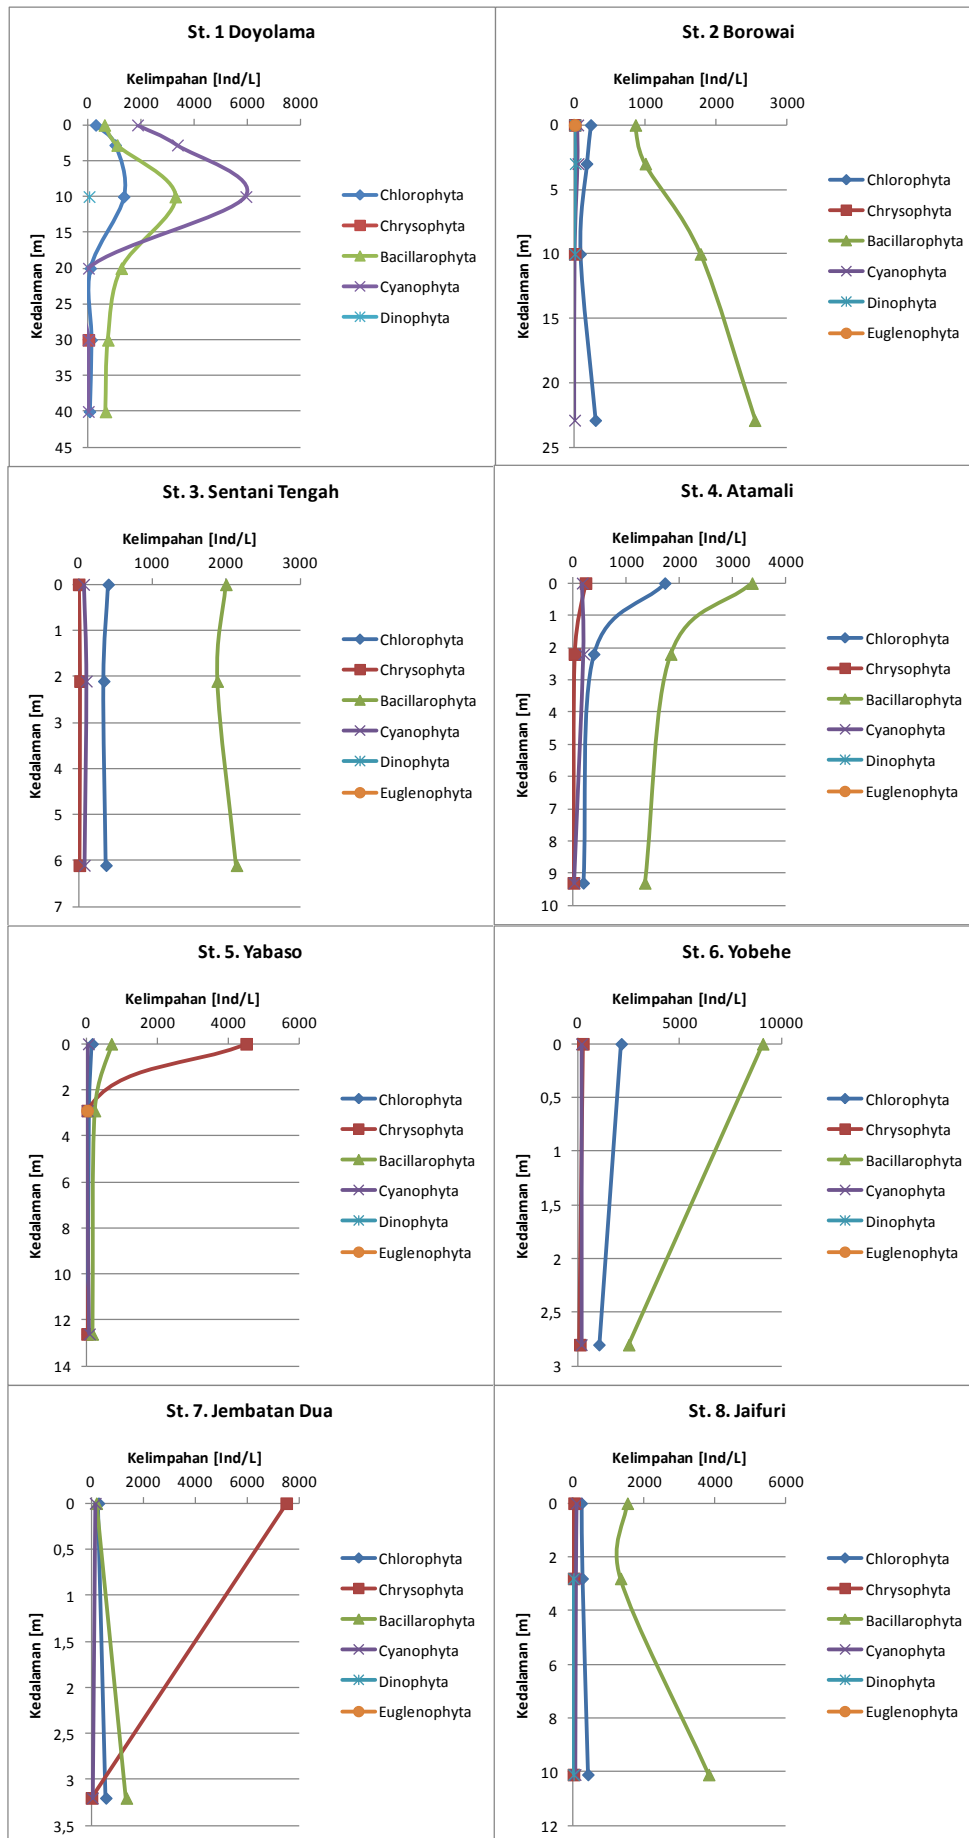 St. 1 Doyolama
Kelimpahan [Ind/L]
0 2000 4000 6000 8000
Kedalaman [m]
0
5
10
15
20
25
30
35
40
45
Chlorophyta
Chrysophyta
Bacillarophyta
Cyanophyta
Dinophyta
St. 2 Borowai
Kelimpahan [Ind/L]
0 1000 2000 3000
Kedalaman [m]
0
5
10
15
20
25
Chlorophyta
Chrysophyta
Bacillarophyta
Cyanophyta
Dinophyta
Euglenophyta
St. 3. Sentani Tengah
Kelimpahan [Ind/L]
0 1000 2000 3000
Kedalaman [m]
0
1
2
3
4
5
6
7
Chlorophyta
Chrysophyta
Bacillarophyta
Cyanophyta
Dinophyta
Euglenophyta
St. 4. Atamali
Kelimpahan [Ind/L]
0 1000 2000 3000 4000
Kedalaman [m]
0
1
2
3
4
5
6
7
8
9
10
Chlorophyta
Chrysophyta
Bacillarophyta
Cyanophyta
Dinophyta
Euglenophyta
St. 5. Yabaso
Kelimpahan [Ind/L]
0 2000 4000 6000
Kedalaman [m]
0
2
4
6
8
10
12
14
Chlorophyta
Chrysophyta
Bacillarophyta
Cyanophyta
Dinophyta
Euglenophyta
St. 6. Yobehe
Kelimpahan [Ind/L]
0 5000 10000
Kedalaman [m]
0
0,5
1
1,5
2
2,5
3
Chlorophyta
Chrysophyta
Bacillarophyta
Cyanophyta
Dinophyta
Euglenophyta
St. 7. Jembatan Dua
Kelimpahan [Ind/L]
0 2000 4000 6000 8000
Kedalaman [m]
0
0,5
1
1,5
2
2,5
3
3,5
Chlorophyta
Chrysophyta
Bacillarophyta
Cyanophyta
Dinophyta
Euglenophyta
St. 8. Jaifuri
Kelimpahan [Ind/L]
0 2000 4000 6000
Kedalaman [m]
0
2
4
6
8
10
12
Chlorophyta
Chrysophyta
Bacillarophyta
Cyanophyta
Dinophyta
Euglenophyta